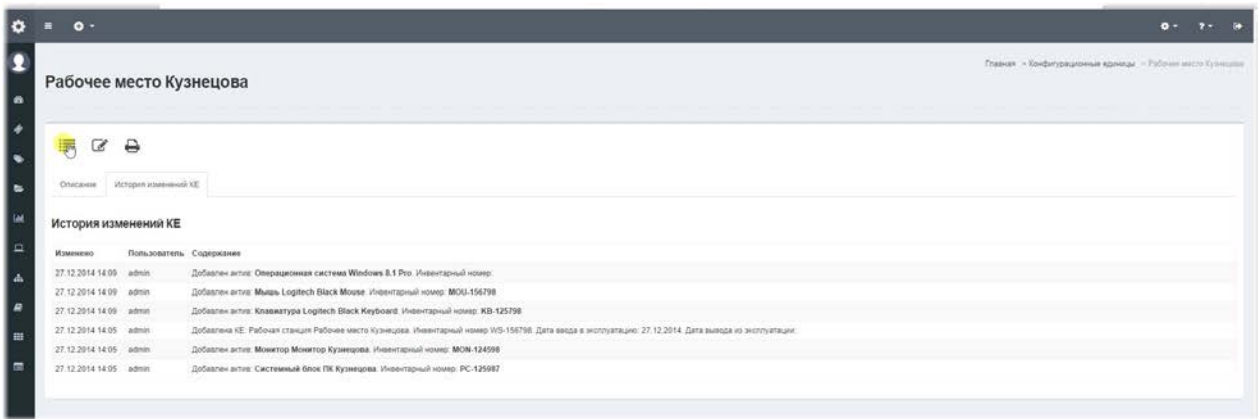 Главная - Конфигурационные единицы - Рабочее место Кузнецова
Рабочее место Кузнецова
Описание История изменений КЕ
История изменений КЕ
Изменено Пользователь Содержание
27.12.2014 14:09 admin Добавлен актив: Операционная система Windows 8.1 Pro. Инвентарный номер:
27.12.2014 14:09 admin Добавлен актив: Мышь Logitech Black Mouse. Инвентарный номер: MOU-156798
27.12.2014 14:09 admin Добавлен актив: Клавиатура Logitech Black Keyboard. Инвентарный номер: KB-125798
27.12.2014 14:05 admin Добавлена КЕ: Рабочая станция Рабочее место Кузнецова. Инвентарный номер WS-156798. Дата ввода в эксплуатацию: 27.12.2014. Дата вывода из эксплуатации:
27.12.2014 14:05 admin Добавлен актив: Монитор Монитор Кузнецова. Инвентарный номер: MON-124598
27.12.2014 14:05 admin Добавлен актив: Системный блок ПК Кузнецова. Инвентарный номер: PC-125987